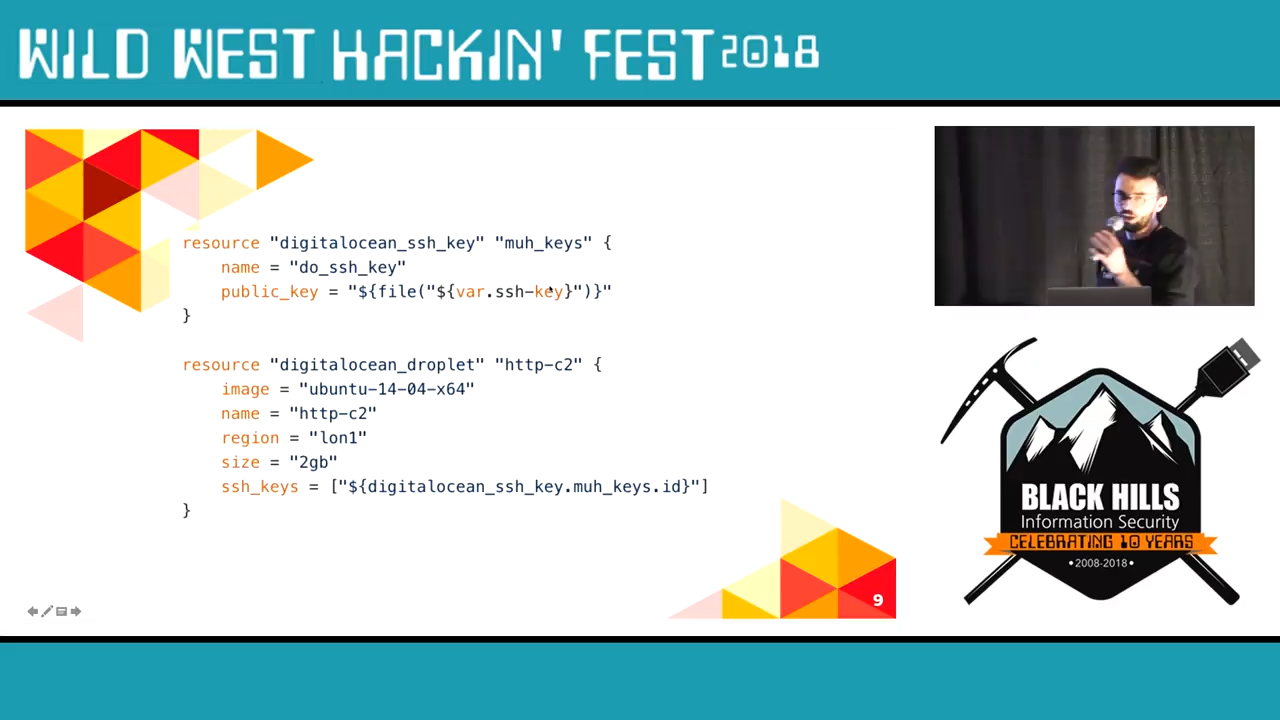 WILD WEST HACKIN' FEST 2018
resource "digitalocean_ssh_key" "muh_keys" {
    name = "do_ssh_key"
    public_key = "${file("${var.ssh-key}")}"
}
resource "digitalocean_droplet" "http-c2" {
    image = "ubuntu-14-04-x64"
    name = "http-c2"
    region = "lon1"
    size = "2gb"
    ssh_keys = ["${digitalocean_ssh_key.muh_keys.id}"]
}
9
BLACK HILLS
Information Security
CELEBRATING 10 YEARS
•2008-2018•